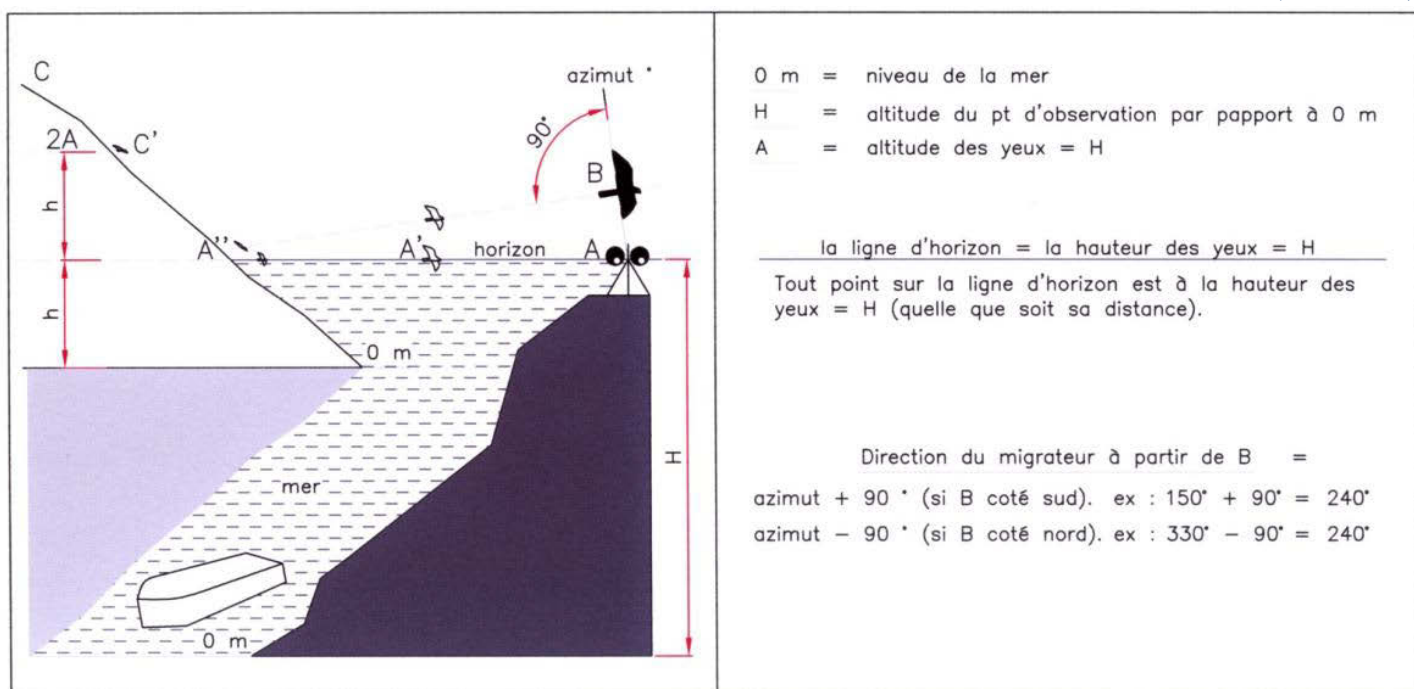 C
azimut °
2A
C'
90°
B
h
A''
A'
horizon
A
h
0 m
H
mer
0 m
0 m = niveau de la mer
H = altitude du pt d'observation par papport à 0 m
A = altitude des yeux = H
la ligne d'horizon = la hauteur des yeux = H
Tout point sur la ligne d'horizon est à la hauteur des
yeux = H (quelle que soit sa distance).
Direction du migrateur à partir de B =
azimut + 90 ° (si B coté sud). ex : 150° + 90° = 240°
azimut – 90 ° (si B coté nord). ex : 330° – 90° = 240°